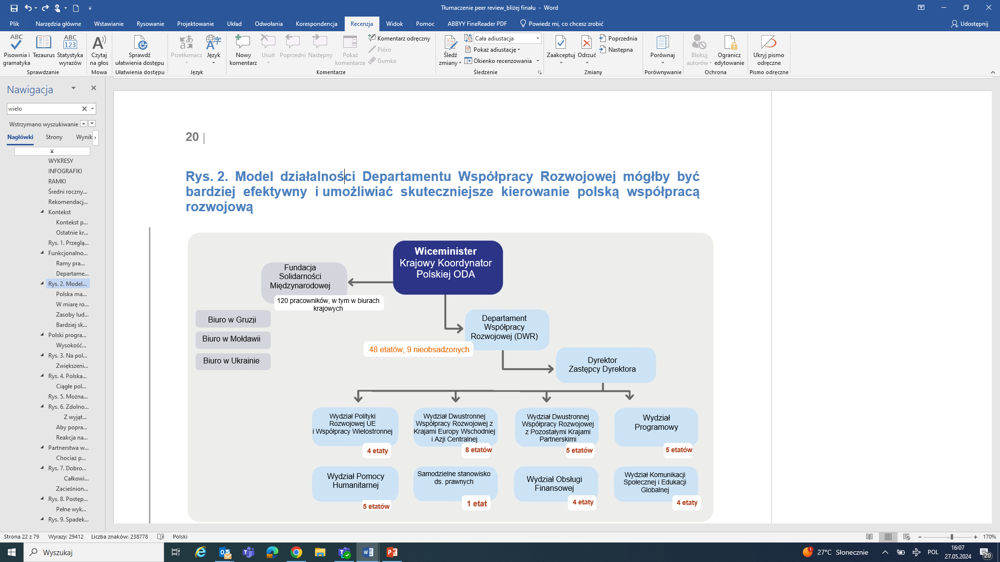 Tłumaczenie peer review_bliżej finału - Word
Plik Narzędzia główne Wstawianie Rysowanie Projektowanie Układ Odwołania Korespondencja Recenzja Widok Pomoc ABBYY FineReader PDF Powiedz mi, co chcesz zrobić Udostępnij
Pisownia i gramatyka
Tezaurus
Statystyka wyrazów
Sprawdzanie
Czytaj na głos
Mowa
Sprawdź ułatwienia dostępu
Ułatwienia dostępu
Przetłumacz
Język
Język
Nowy komentarz
Usuń
Poprzedni
Następny
Pokaż komentarze
Komentarz odręczny
Pióro
Gumka
Komentarze
Śledź zmiany
Cała adiustacja
Pokaż adiustację
Okienko recenzowania
Śledzenie
Zaakceptuj
Odrzuć
Poprzednia
Następna
Zmiany
Porównaj
Porównywanie
Blokuj autorów
Ogranicz edytowanie
Ochrona
Ukryj pismo odręczne
Pismo odręczne
Nawigacja
wielo
Wstrzymano wyszukiwanie
Nagłówki Strony Wynik
WYKRESY
INFOGRAFIKI
RAMKI
Średni roczny...
Rekomendacj...
Kontekst
Kontekst p...
Ostatnie kr...
Rys. 1. Przeglą...
Funkcjonalno...
Ramy pra...
Departame...
Rys. 2. Model...
Polska ma...
W miarę ro...
Zasoby lud...
Bardziej sk...
Polski progra...
Wysokość...
Rys. 3. Na pol...
Zwiększeni...
Rys. 4. Polska...
Ciągłe pol...
Rys. 5. Można...
Rys. 6. Zdolno...
Z wyjąt...
Aby popra...
Reakcja na...
Partnerstwa w...
Chociaż p...
Rys. 7. Dobro...
Całkowi...
Zacieśnion...
Rys. 8. Postęp...
Pełne wyk...
Rys. 9. Spadek...
20 |
Rys. 2. Model działalności Departamentu Współpracy Rozwojowej mógłby być
bardziej efektywny i umożliwiać skuteczniejsze kierowanie polską współpracą
rozwojową
Wiceminister
Krajowy Koordynator
Polskiej ODA
Fundacja
Solidarności
Międzynarodowej
120 pracowników, w tym w biurach
krajowych
Biuro w Gruzji
Biuro w Mołdawii
Biuro w Ukrainie
Departament
Współpracy
Rozwojowej (DWR)
48 etatów; 9 nieobsadzonych
Dyrektor
Zastępcy Dyrektora
Wydział Polityki
Rozwojowej UE
i Współpracy Wielostronnej
4 etaty
Wydział Dwustronnej
Współpracy Rozwojowej z
Krajami Europy Wschodniej
i Azji Centralnej
8 etatów
Wydział Dwustronnej
Współpracy Rozwojowej
z Pozostałymi Krajami
Partnerskimi
5 etatów
Wydział
Programowy
5 etatów
Wydział Pomocy
Humanitarnej
5 etatów
Samodzielne stanowisko
ds. prawnych
1 etat
Wydział Obsługi
Finansowej
4 etaty
Wydział Komunikacji
Społecznej i Edukacji
Globalnej
4 etaty
Strona 22 z 79 Wyrazy: 29412 Liczba znaków: 238778 Polski 170%
Wyszukaj
27°C Słonecznie
POL
16:07
27.05.2024
20